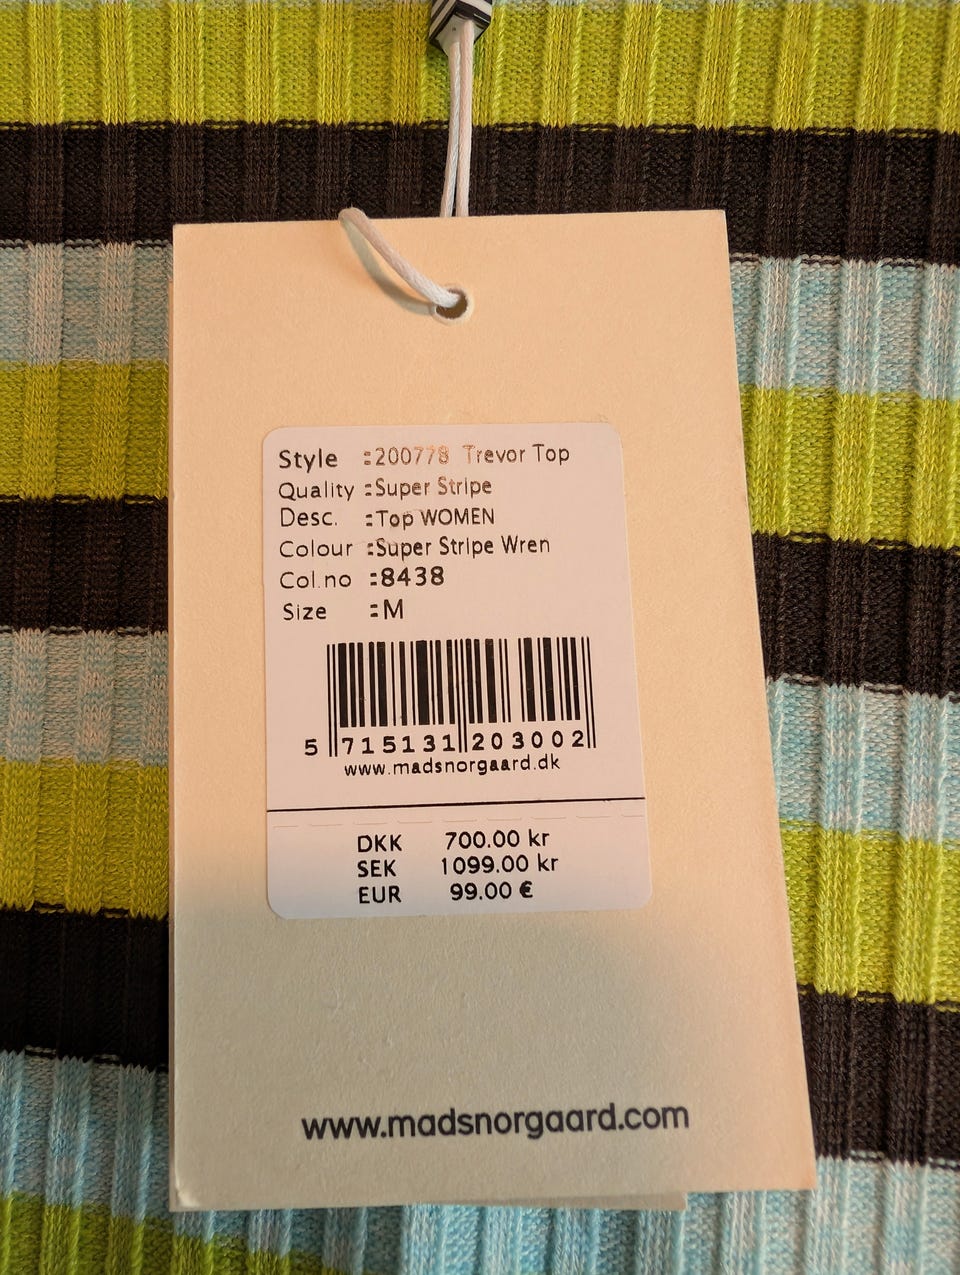 Style :200778 Trevor Top
Quality :Super Stripe
Desc. :Top WOMEN
Colour :Super Stripe Wren
Col.no :8438
Size :M
5 715131 203002
www.madsnorgaard.dk
DKK 700.00 kr
SEK 1099.00 kr
EUR 99.00 €
www.madsnorgaard.com